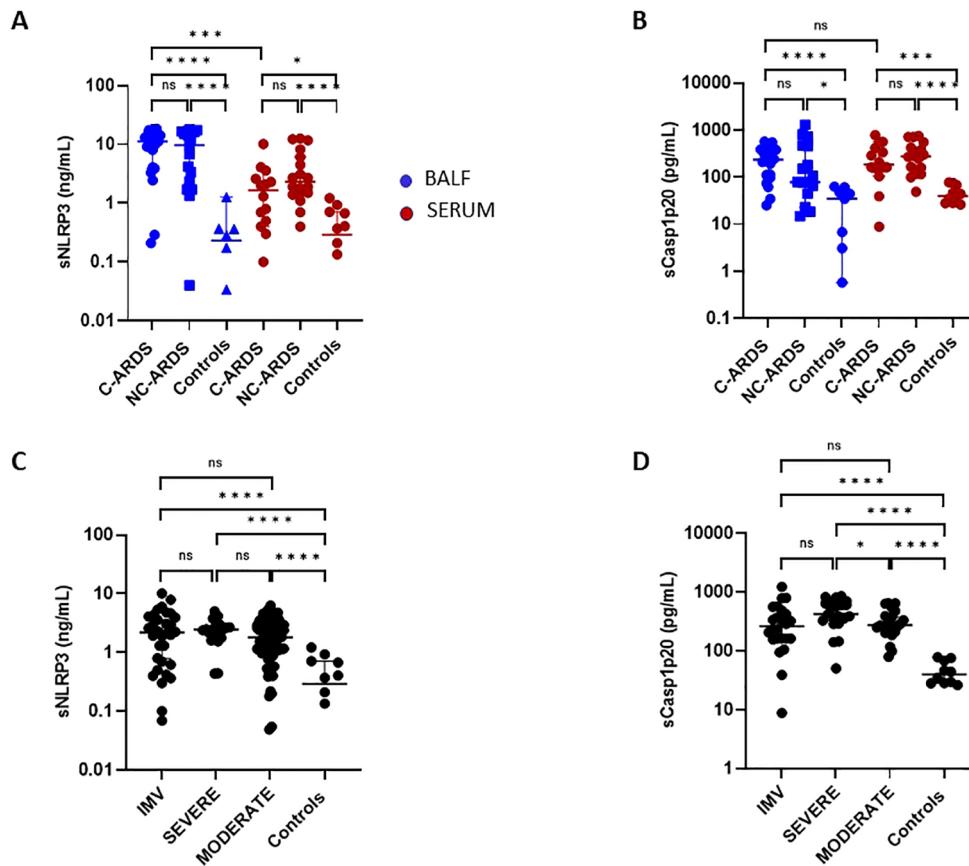 A
* * *
* * * *
*
ns
* * * *
ns
* * * *
100
10
1
0.1
0.01
sNLRP3 (ng/mL)
C-ARDS
NC-ARDS
Controls
C-ARDS
NC-ARDS
Controls
BALF
SERUM
B
ns
* * * *
* * *
ns
*
ns
* * * *
10000
1000
100
10
1
0.1
sCasp1p20 (pg/mL)
C-ARDS
NC-ARDS
Controls
C-ARDS
NC-ARDS
Controls
C
ns
* * * *
* * * *
ns
ns
* * * *
100
10
1
0.1
0.01
sNLRP3 (ng/mL)
IMV
SEVERE
MODERATE
Controls
D
ns
* * * *
* * * *
ns
*
* * * *
10000
1000
100
10
1
sCasp1p20 (pg/mL)
IMV
SEVERE
MODERATE
Controls